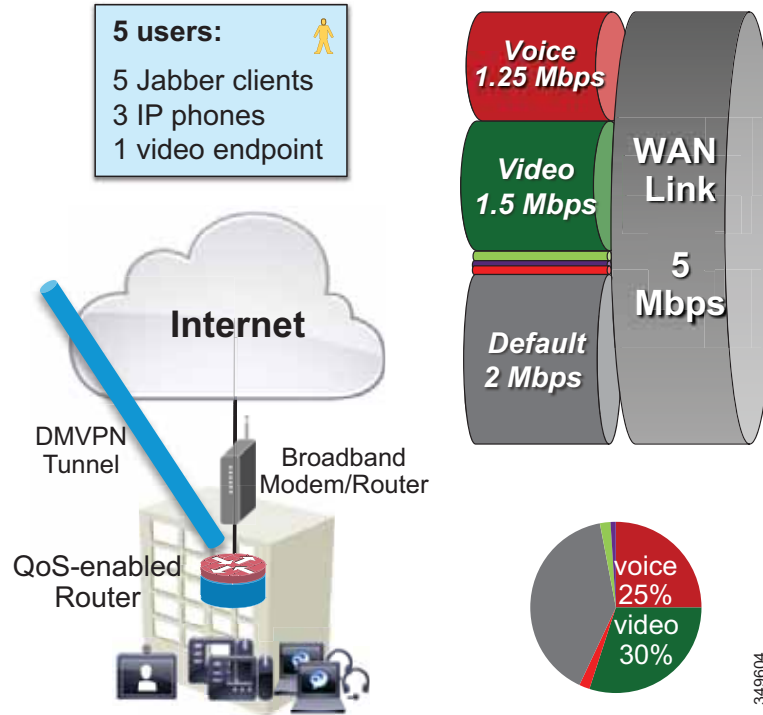 5 users:
5 Jabber clients
3 IP phones
1 video endpoint
Voice
1.25 Mbps
Video
1.5 Mbps
Default
2 Mbps
WAN
Link
5
Mbps
Internet
DMVPN
Tunnel
Broadband
Modem/Router
QoS-enabled
Router
voice
25%
video
30%
349604